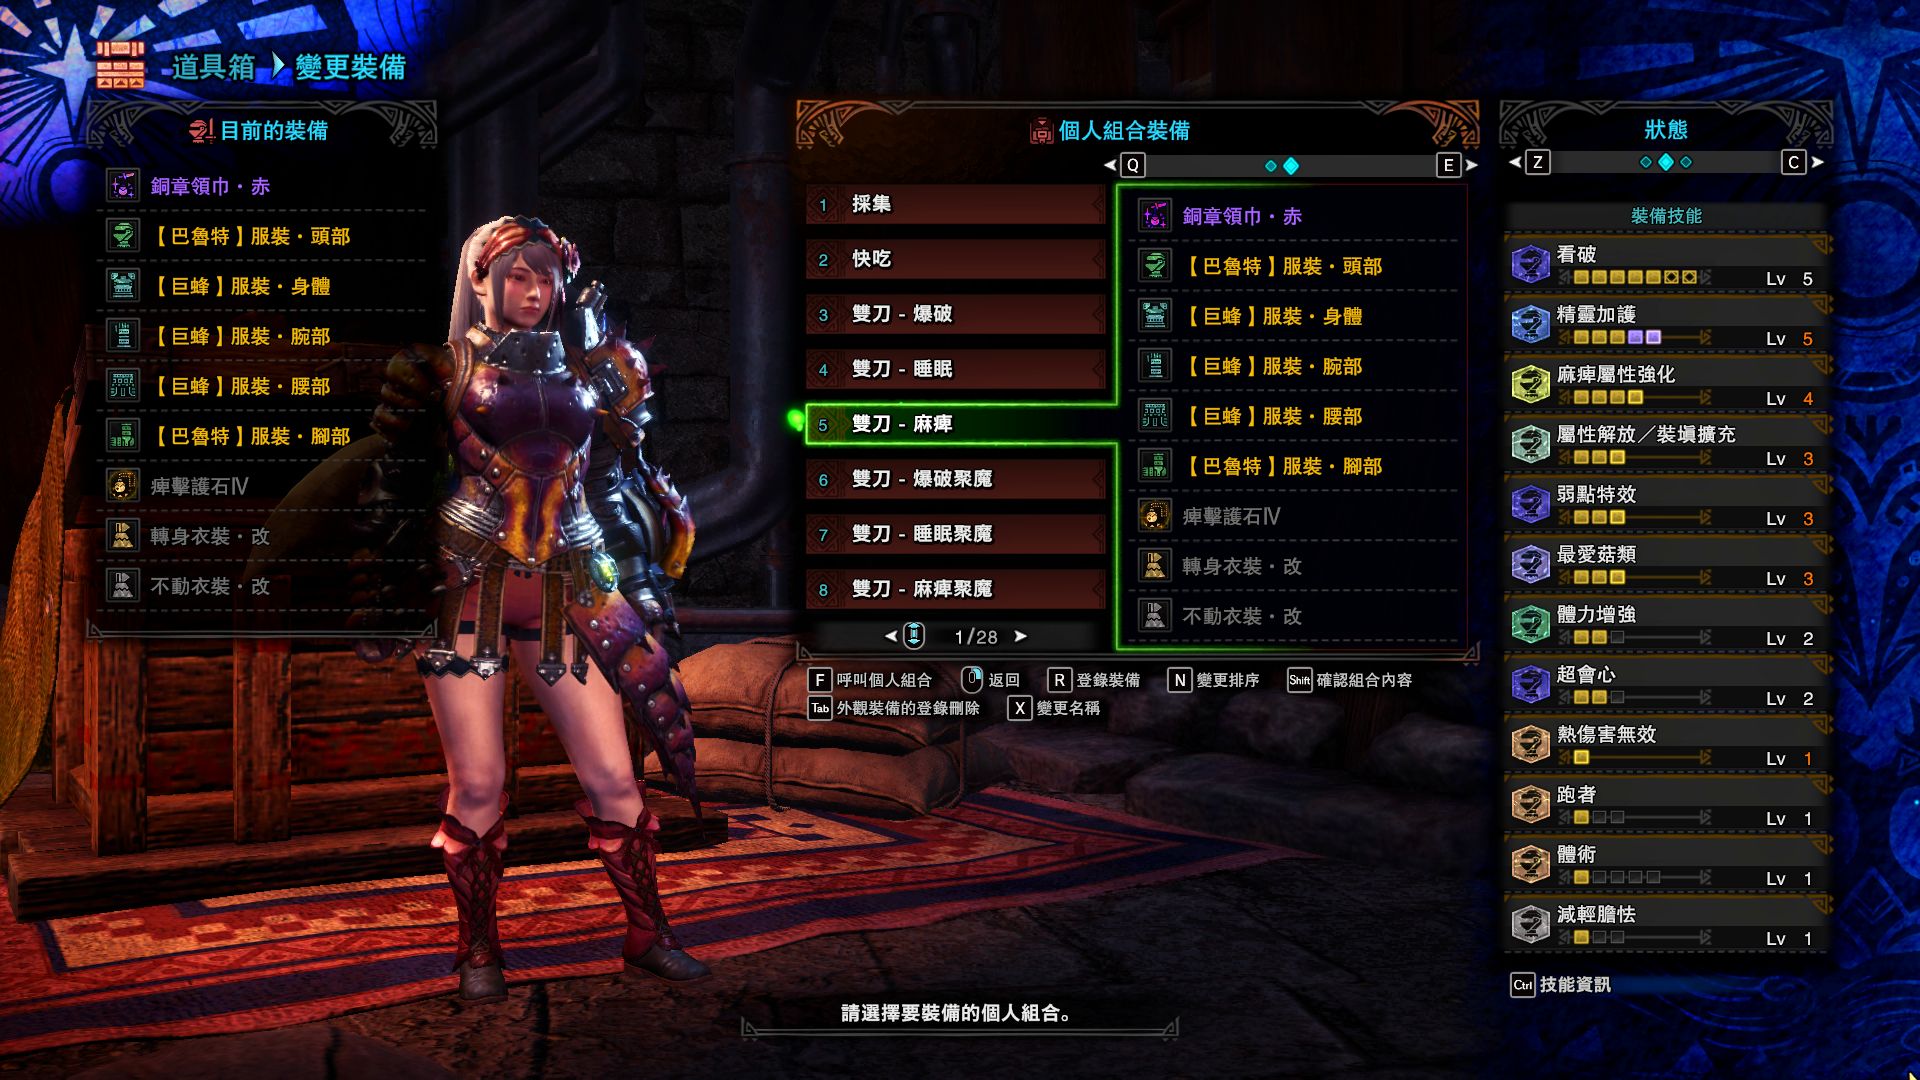 道具箱 變更裝備
目前的裝備
銅章領巾・赤
【巴魯特】服裝・頭部
【巨蜂】服裝・身體
【巨蜂】服裝・腕部
【巨蜂】服裝・腰部
【巴魯特】服裝・腳部
痺擊護石Ⅳ
轉身衣裝・改
不動衣裝・改
個人組合裝備
Q E
1 採集
2 快吃
3 雙刀 - 爆破
4 雙刀 - 睡眠
5 雙刀 - 麻痺
6 雙刀 - 爆破聚魔
7 雙刀 - 睡眠聚魔
8 雙刀 - 麻痺聚魔
1/28
銅章領巾・赤
【巴魯特】服裝・頭部
【巨蜂】服裝・身體
【巨蜂】服裝・腕部
【巨蜂】服裝・腰部
【巴魯特】服裝・腳部
痺擊護石Ⅳ
轉身衣裝・改
不動衣裝・改
F 呼叫個人組合 返回 R 登錄裝備 N 變更排序 Shift 確認組合內容
Tab 外觀裝備的登錄刪除 X 變更名稱
狀態
Z C
裝備技能
看破
Lv 5
精靈加護
Lv 5
麻痺屬性強化
Lv 4
屬性解放／裝填擴充
Lv 3
弱點特效
Lv 3
最愛菇類
Lv 3
體力增強
Lv 2
超會心
Lv 2
熱傷害無效
Lv 1
跑者
Lv 1
體術
Lv 1
減輕膽怯
Lv 1
Ctrl 技能資訊
請選擇要裝備的個人組合。